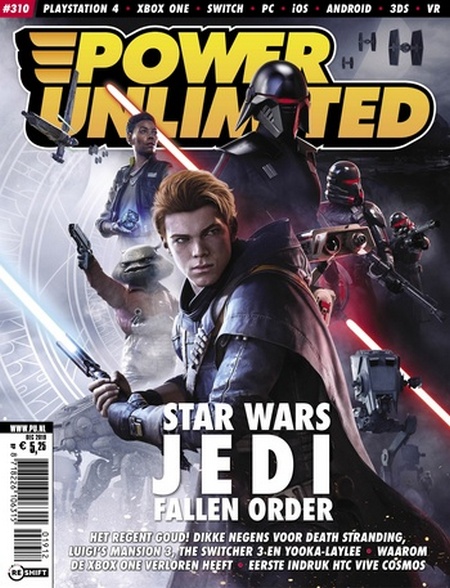 #310 PLAYSTATION 4 • XBOX ONE • SWITCH • PC • iOS • ANDROID • 3DS • VR
POWER
UNLIMITED
WWW.PU.NL
DEC 2019
€ 5,25
STAR WARS
JEDI
FALLEN ORDER
HET REGENT GOUD! DIKKE NEGENS VOOR DEATH STRANDING,
LUIGI'S MANSION 3, THE SWITCHER 3-EN YOOKA-LAYLEE • WAAROM
DE XBOX ONE VERLOREN HEEFT • EERSTE INDRUK HTC VIVE COSMOS
RESHIFT